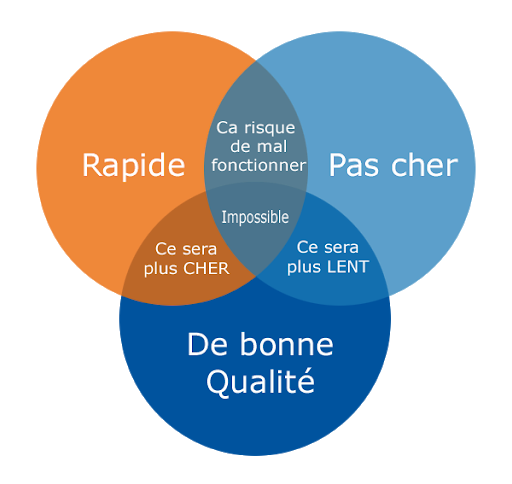 Ca risque
de mal
fonctionner
Rapide
Pas cher
Impossible
Ce sera
plus CHER
Ce sera
plus LENT
De bonne
Qualité